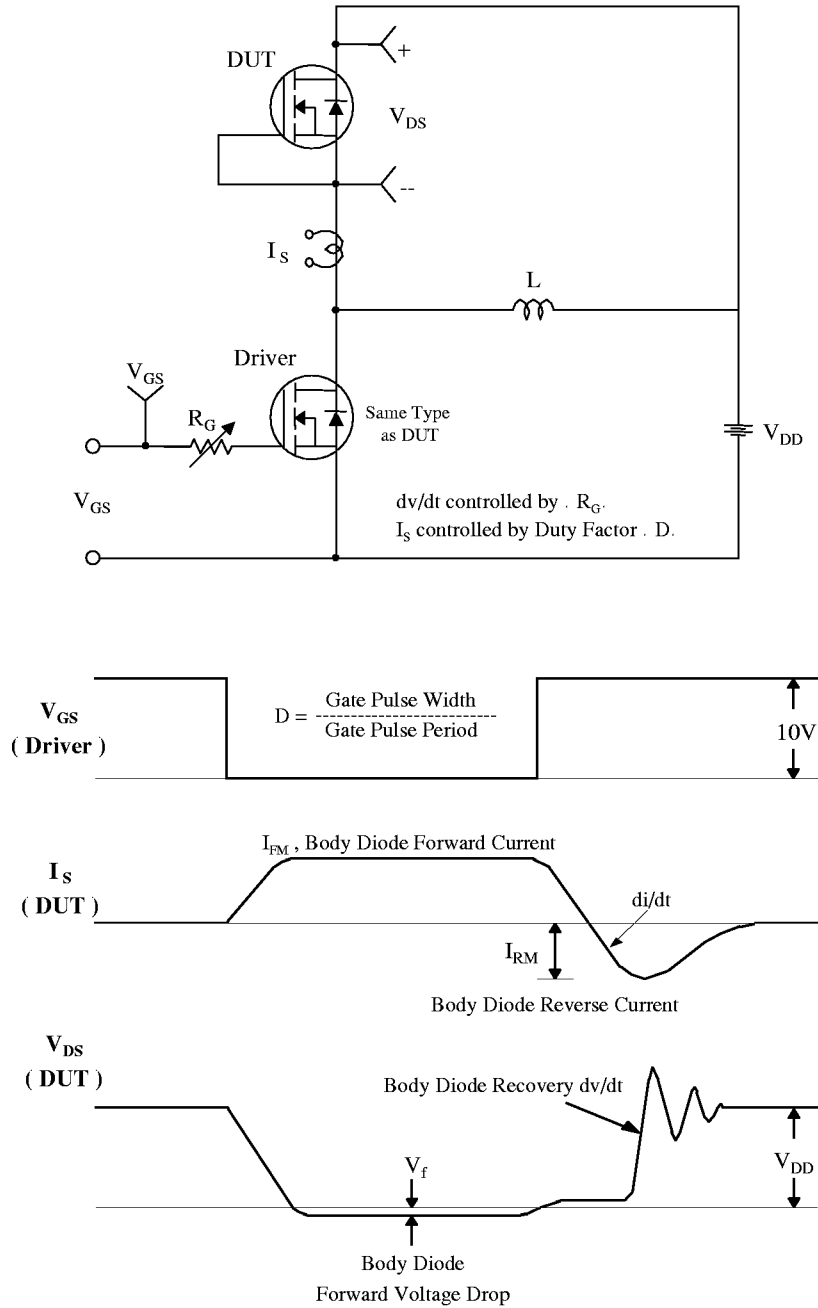 DUT
+
V_DS
--
I_S
L
Driver
V_GS
R_G
Same Type
as DUT
V_DD
V_GS
dv/dt controlled by . R_G.
I_S controlled by Duty Factor . D.
V_GS
( Driver )
D = Gate Pulse Width
--------------------------
Gate Pulse Period
10V
I_FM , Body Diode Forward Current
I_S
( DUT )
di/dt
I_RM
Body Diode Reverse Current
V_DS
( DUT )
Body Diode Recovery dv/dt
V_f
V_DD
Body Diode
Forward Voltage Drop